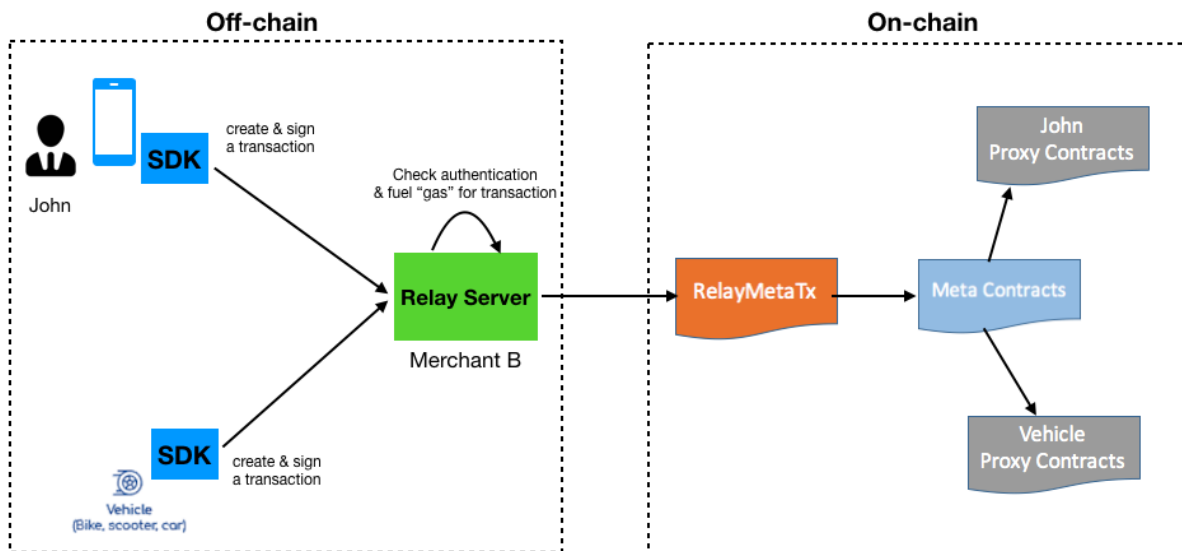 Off-chain
On-chain
John
SDK
create & sign
a transaction
Check authentication
& fuel “gas” for transaction
Relay Server
Merchant B
SDK
create & sign
a transaction
Vehicle
(Bike, scooter, car)
RelayMetaTx
Meta Contracts
John
Proxy Contracts
Vehicle
Proxy Contracts